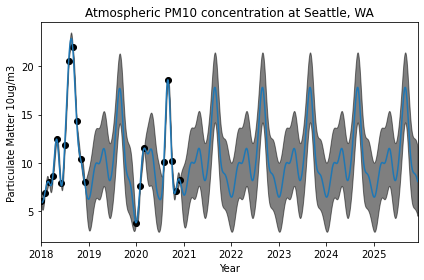 Atmospheric PM10 concentration at Seattle, WA
Particulate Matter 10ug/m3
20
15
10
5
2018 2019 2020 2021 2022 2023 2024 2025
Year